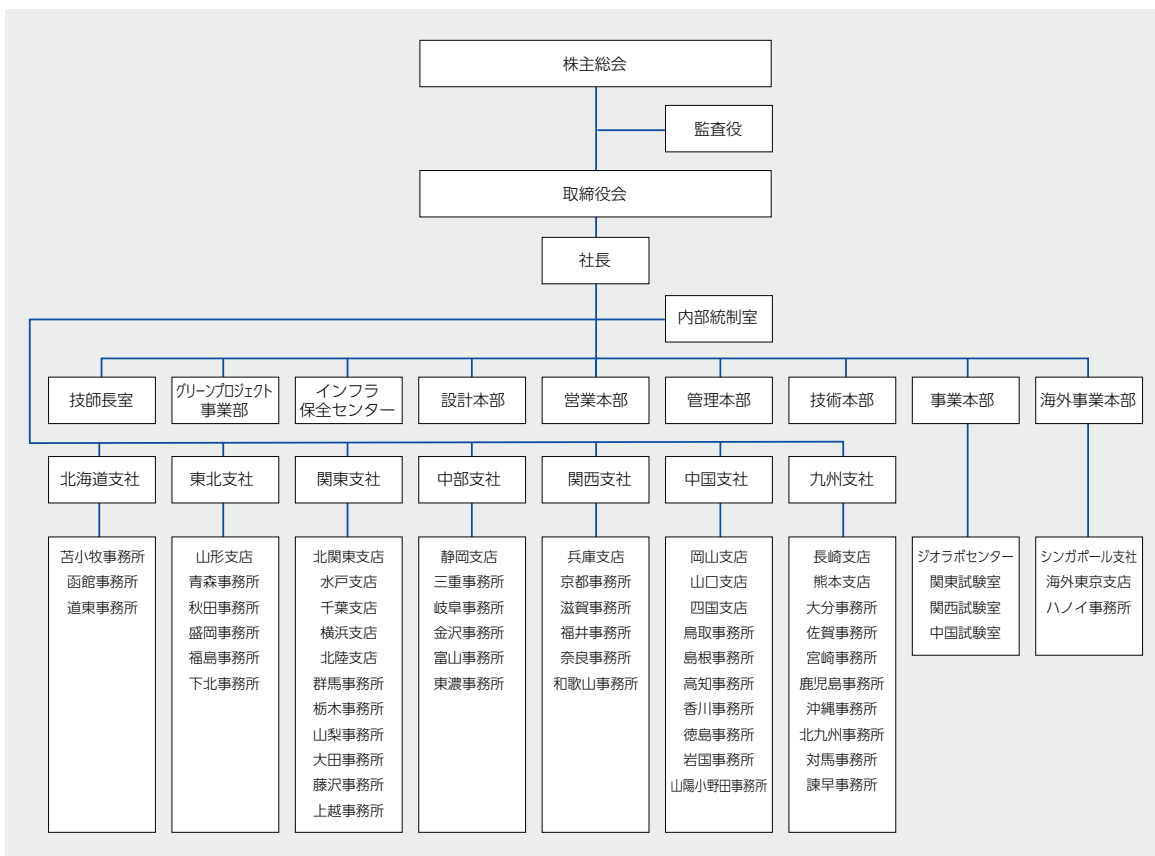 株主総会
監査役
取締役会
社長
内部統制室
技師長室
グリーンプロジェクト
事業部
インフラ
保全センター
設計本部
営業本部
管理本部
技術本部
事業本部
海外事業本部
北海道支社
東北支社
関東支社
中部支社
関西支社
中国支社
九州支社
苫小牧事務所
函館事務所
道東事務所
山形支店
青森事務所
秋田事務所
盛岡事務所
福島事務所
下北事務所
北関東支店
水戸支店
千葉支店
横浜支店
北陸支店
群馬事務所
栃木事務所
山梨事務所
大田事務所
藤沢事務所
上越事務所
静岡支店
三重事務所
岐阜事務所
金沢事務所
富山事務所
東濃事務所
兵庫支店
京都事務所
滋賀事務所
福井事務所
奈良事務所
和歌山事務所
岡山支店
山口支店
四国支店
鳥取事務所
島根事務所
高知事務所
香川事務所
徳島事務所
岩国事務所
山陽小野田事務所
長崎支店
熊本支店
大分事務所
佐賀事務所
宮崎事務所
鹿児島事務所
沖縄事務所
北九州事務所
対馬事務所
諫早事務所
ジオラボセンター
関東試験室
関西試験室
中国試験室
シンガポール支社
海外東京支店
ハノイ事務所